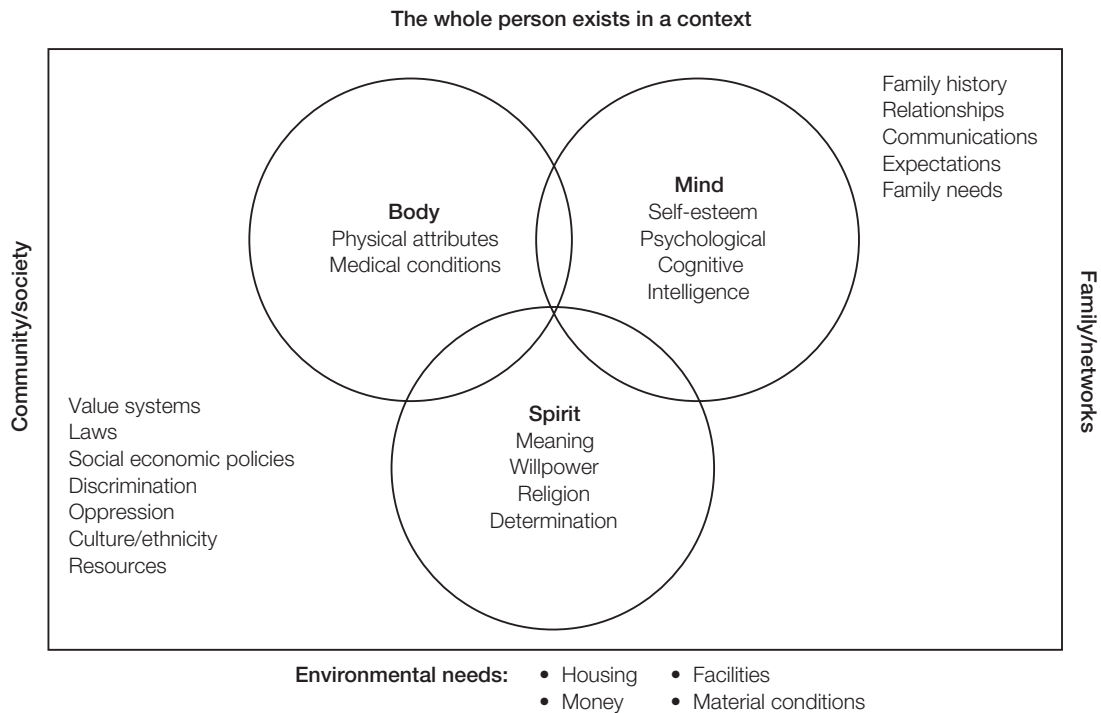 The whole person exists in a context
Family history
Relationships
Communications
Expectations
Family needs
Mind
Self-esteem
Psychological
Cognitive
Intelligence
Body
Physical attributes
Medical conditions
Community/society
Family/networks
Value systems
Laws
Social economic policies
Discrimination
Oppression
Culture/ethnicity
Resources
Spirit
Meaning
Willpower
Religion
Determination
Environmental needs: • Housing • Facilities
• Money • Material conditions